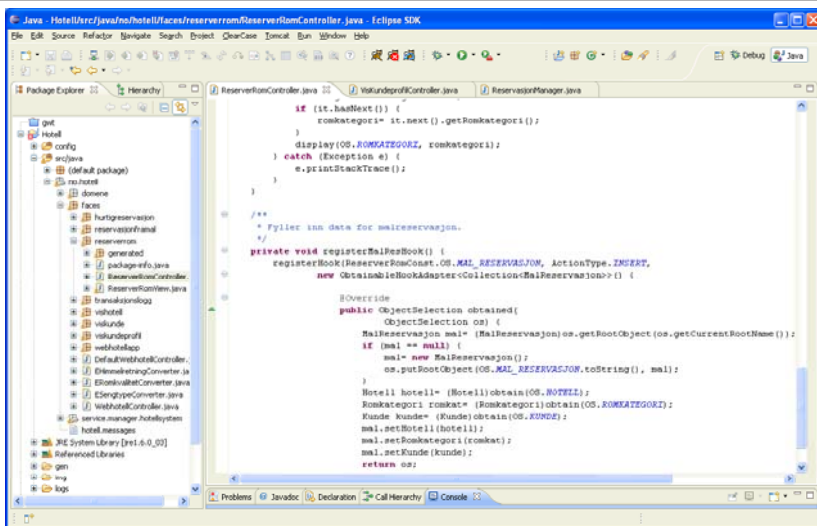 Java - Hotell/src/java/no/hotell/faces/reserverrom/ReserverRomController.java - Eclipse SDK
File Edit Source Refactor Navigate Search Project ClearCase Tomcat Run Window Help
Debug Java
Package Explorer Hierarchy
ReserverRomController.java VisKundeprofilController.java ReservasjonManager.java
gwt
Hotell
config
src/java
(default package)
no.hotell
domene
faces
hurtigreservasjon
reservasjonframal
reserverrom
generated
package-info.java
ReserverRomController.
ReserverRomView.java
transaksjonslogg
vishotell
viskunde
viskundeprofil
webhotellapp
DefaultWebhotellController.
EHimmelretningConverter.ja
ERomkvalitetConverter.java
ESengtypeConverter.java
WebhotellController.java
service.manager.hotellsystem
hotell.messages
JRE System Library [jre1.6.0_03]
Referenced Libraries
gen
img
logs
if (it.hasNext()) {
romkategori= it.next().getRomkategori();
}
display(OS.ROMKATEGORI, romkategori);
} catch (Exception e) {
e.printStackTrace();
}
}
/**
* Fyller inn data for malreservasjon.
*/
private void registerMalResHook() {
registerHook(ReserverRomConst.OS.MAL_RESERVASJON, ActionType.INSERT,
new ObtainableHookAdapter<Collection<MalReservasjon>>() {
@Override
public ObjectSelection obtained(
ObjectSelection os) {
MalReservasjon mal= (MalReservasjon)os.getRootObject(os.getCurrentRootName());
if (mal == null) {
mal= new MalReservasjon();
os.putRootObject(OS.MAL_RESERVASJON.toString(), mal);
}
Hotell hotell= (Hotell)obtain(OS.HOTELL);
Romkategori romkat= (Romkategori)obtain(OS.ROMKATEGORI);
Kunde kunde= (Kunde)obtain(OS.KUNDE);
mal.setHotell(hotell);
mal.setRomkategori(romkat);
mal.setKunde(kunde);
return os;
Problems Javadoc Declaration Call Hierarchy Console